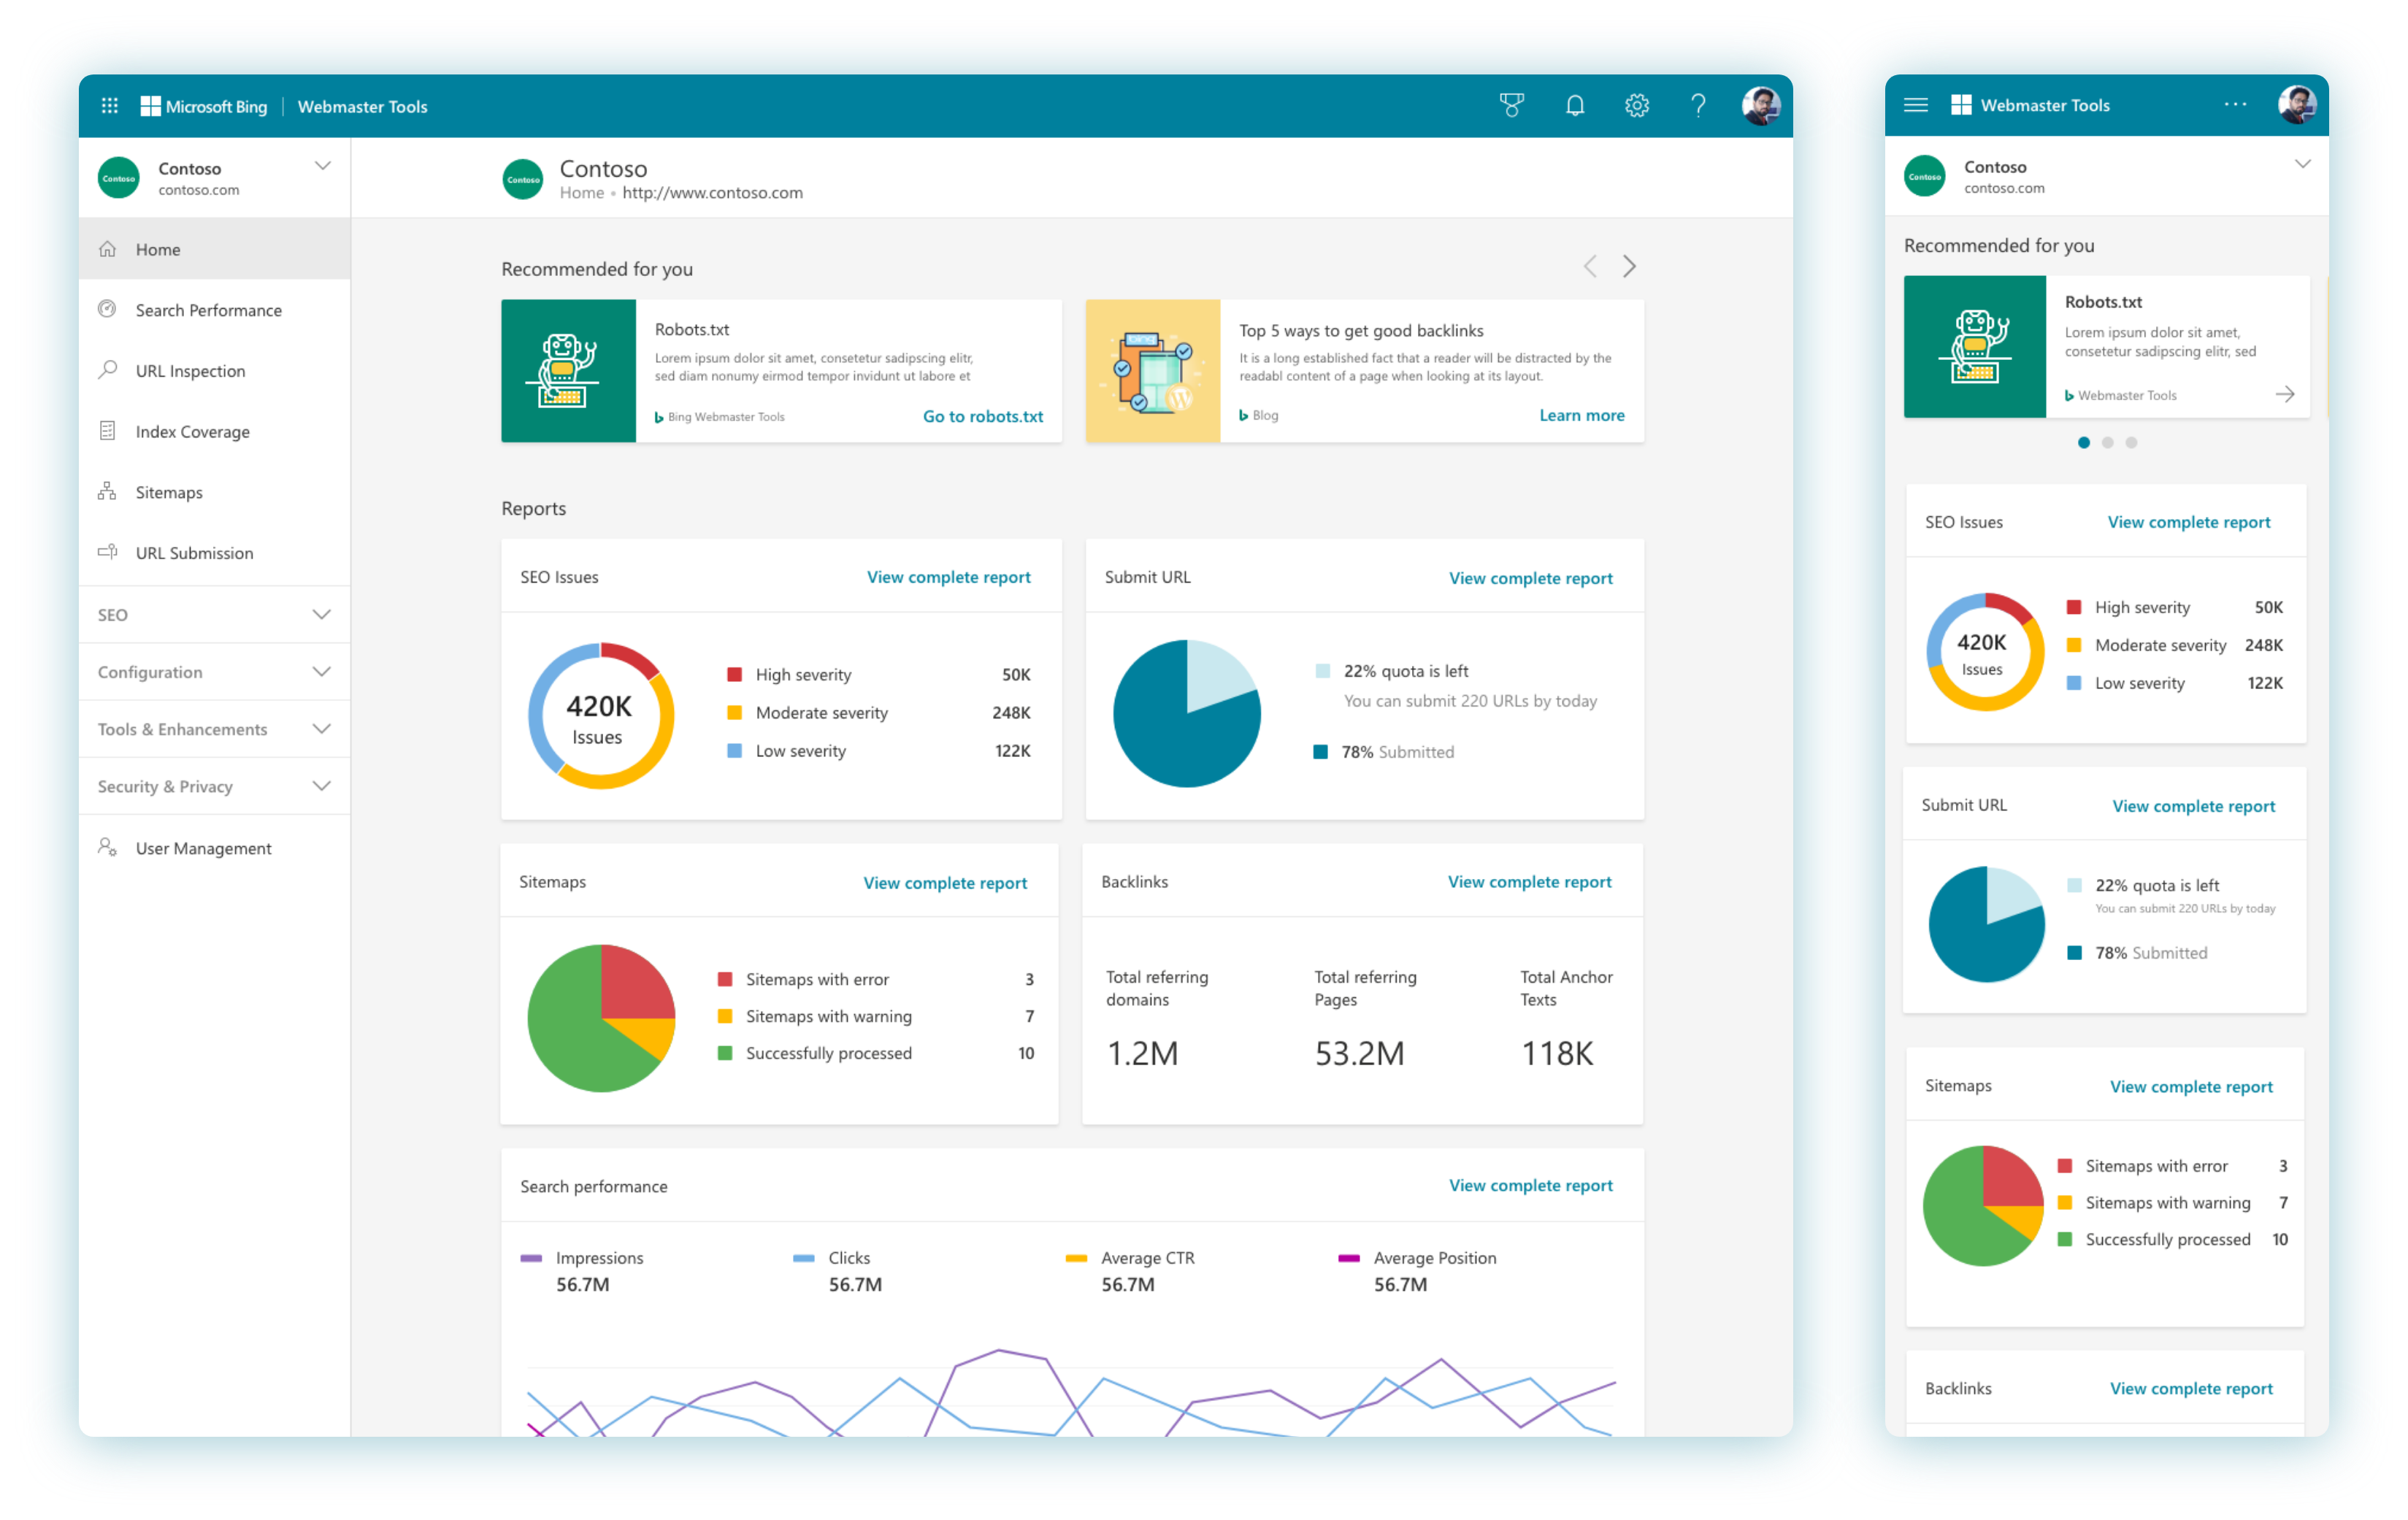 Microsoft Bing Webmaster Tools
Contoso
Contoso
contoso.com
Home
Search Performance
URL Inspection
Index Coverage
Sitemaps
URL Submission
SEO
Configuration
Tools & Enhancements
Security & Privacy
User Management
Contoso
Contoso
Home • http://www.contoso.com
Recommended for you
Robots.txt
Lorem ipsum dolor sit amet, consetetur sadipscing elitr,
sed diam nonumy eirmod tempor invidunt ut labore et
Bing Webmaster Tools
Go to robots.txt
Top 5 ways to get good backlinks
It is a long established fact that a reader will be distracted by the
readabl content of a page when looking at its layout.
Blog
Learn more
Reports
SEO Issues
View complete report
420K
Issues
High severity 50K
Moderate severity 248K
Low severity 122K
Submit URL
View complete report
22% quota is left
You can submit 220 URLs by today
78% Submitted
Sitemaps
View complete report
Sitemaps with error 3
Sitemaps with warning 7
Successfully processed 10
Backlinks
View complete report
Total referring
domains
1.2M
Total referring
Pages
53.2M
Total Anchor
Texts
118K
Search performance
View complete report
Impressions
56.7M
Clicks
56.7M
Average CTR
56.7M
Average Position
56.7M
Webmaster Tools
Contoso
Contoso
contoso.com
Recommended for you
Robots.txt
Lorem ipsum dolor sit amet,
consetetur sadipscing elitr, sed
Webmaster Tools
SEO Issues
View complete report
420K
Issues
High severity 50K
Moderate severity 248K
Low severity 122K
Submit URL
View complete report
22% quota is left
You can submit 220 URLs by today
78% Submitted
Sitemaps
View complete report
Sitemaps with error 3
Sitemaps with warning 7
Successfully processed 10
Backlinks
View complete report